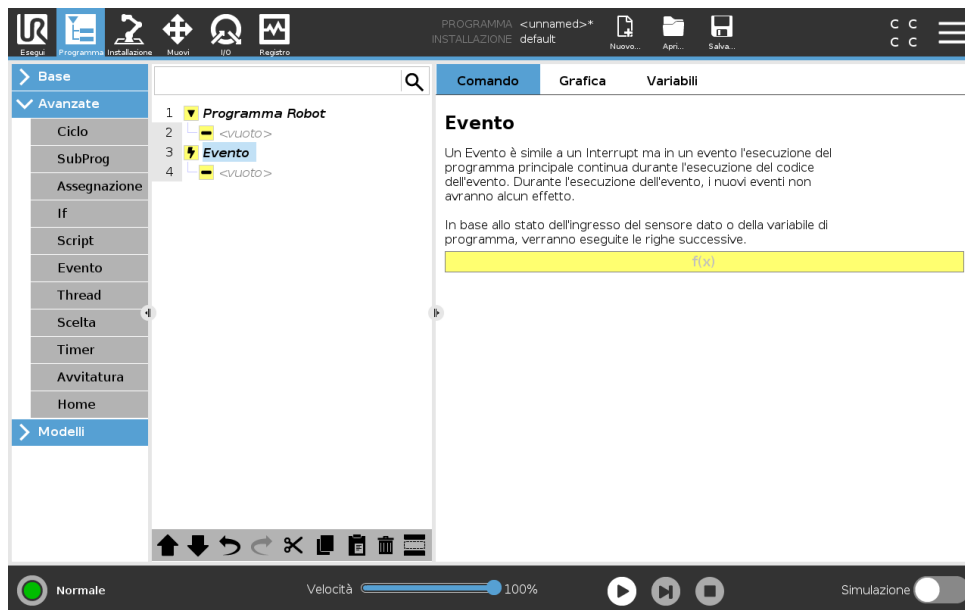 PROGRAMMA <unnamed>*
INSTALLAZIONE default
Esegui Programma Installazione Muovi I/O Registro Nuovo... Apri... Salva...
C C
C C
Base
Avanzate
Ciclo
SubProg
Assegnazione
If
Script
Evento
Thread
Scelta
Timer
Avvitatura
Home
Modelli
1 Programma Robot
2 <vuoto>
3 Evento
4 <vuoto>
Comando Grafica Variabili
Evento
Un Evento è simile a un Interrupt ma in un evento l'esecuzione del
programma principale continua durante l'esecuzione del codice
dell'evento. Durante l'esecuzione dell'evento, i nuovi eventi non
avranno alcun effetto.
In base allo stato dell'ingresso del sensore dato o della variabile di
programma, verranno eseguite le righe successive.
f(x)
Normale
Velocità 100%
Simulazione